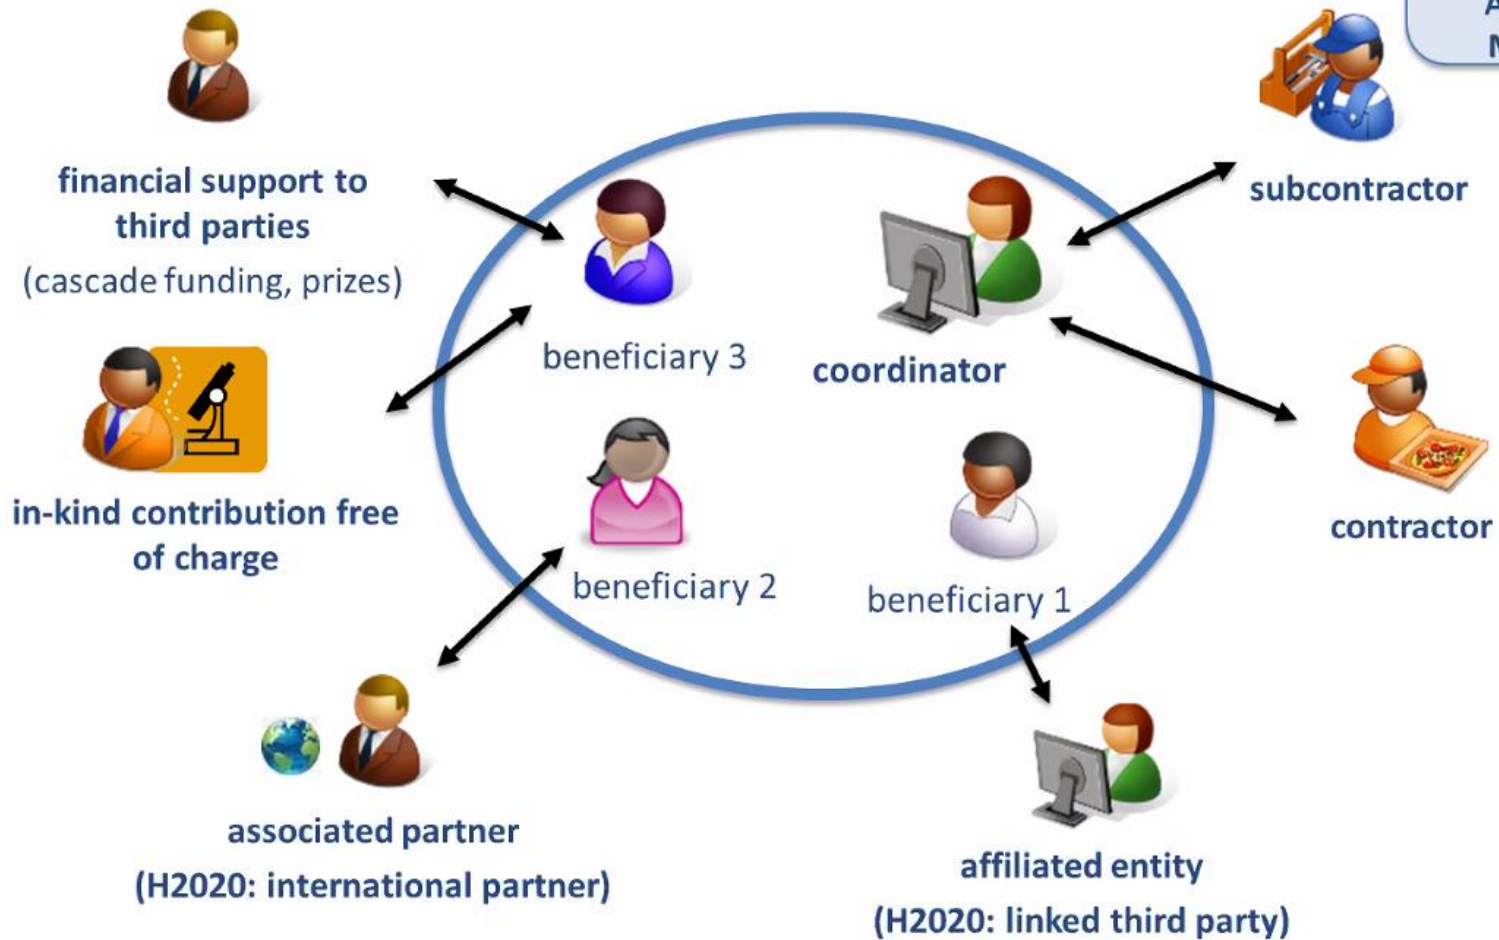 financial support to
third parties
(cascade funding, prizes)
subcontractor
beneficiary 3
coordinator
in-kind contribution free
of charge
contractor
beneficiary 2
beneficiary 1
associated partner
(H2020: international partner)
affiliated entity
(H2020: linked third party)